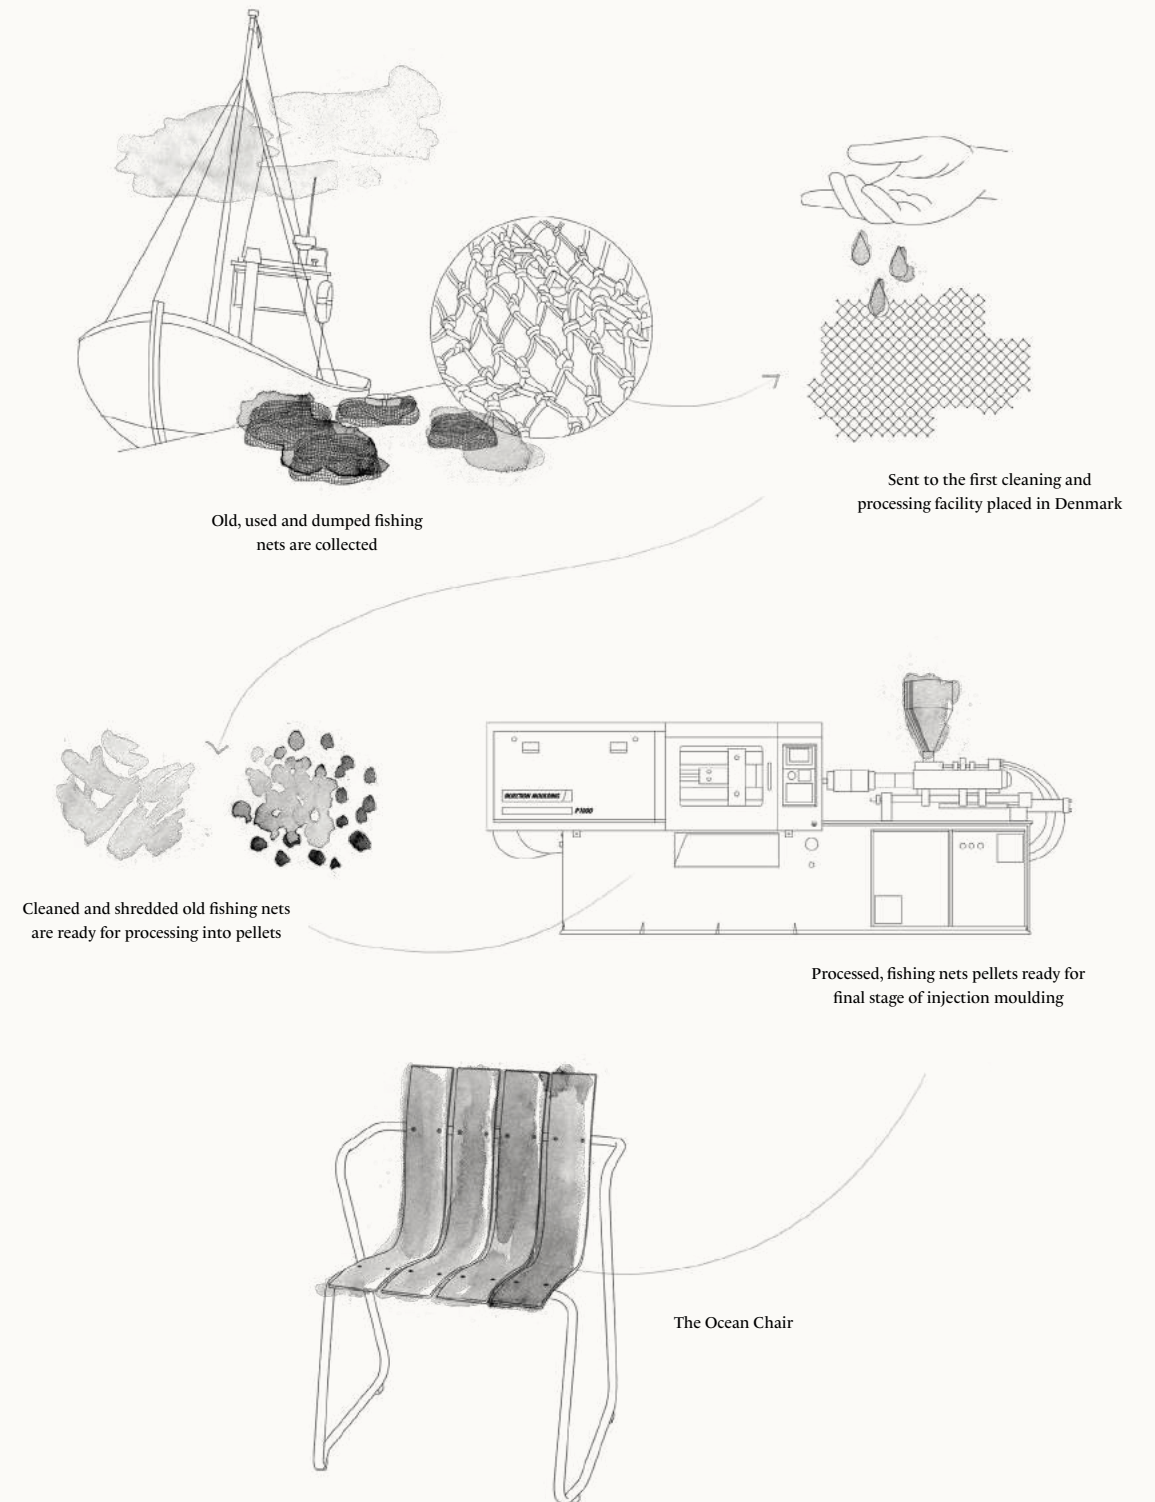 Old, used and dumped fishing
nets are collected
Sent to the first cleaning and
processing facility placed in Denmark
Cleaned and shredded old fishing nets
are ready for processing into pellets
INJECTION MOULDING
P1000
Processed, fishing nets pellets ready for
final stage of injection moulding
The Ocean Chair